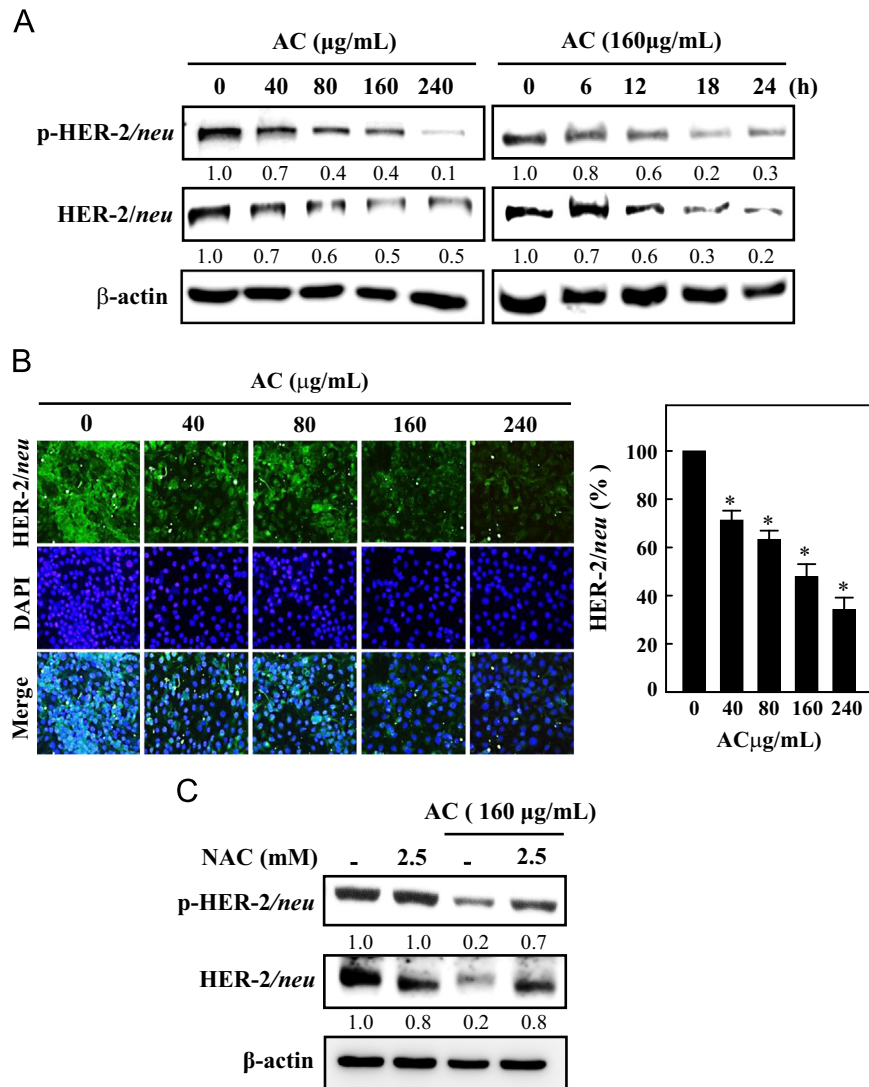 A
AC (µg/mL) AC (160µg/mL)
0 40 80 160 240 0 6 12 18 24 (h)
p-HER-2/neu
1.0 0.7 0.4 0.4 0.1 1.0 0.8 0.6 0.2 0.3
HER-2/neu
1.0 0.7 0.6 0.5 0.5 1.0 0.7 0.6 0.3 0.2
β-actin
B
AC (µg/mL)
0 40 80 160 240
HER-2/neu
DAPI
Merge
HER-2/neu (%)
100
80
60
40
20
0
* * * *
0 40 80 160 240
ACµg/mL)
C
AC ( 160 µg/mL)
NAC (mM) - 2.5 - 2.5
p-HER-2/neu
1.0 1.0 0.2 0.7
HER-2/neu
1.0 0.8 0.2 0.8
β-actin